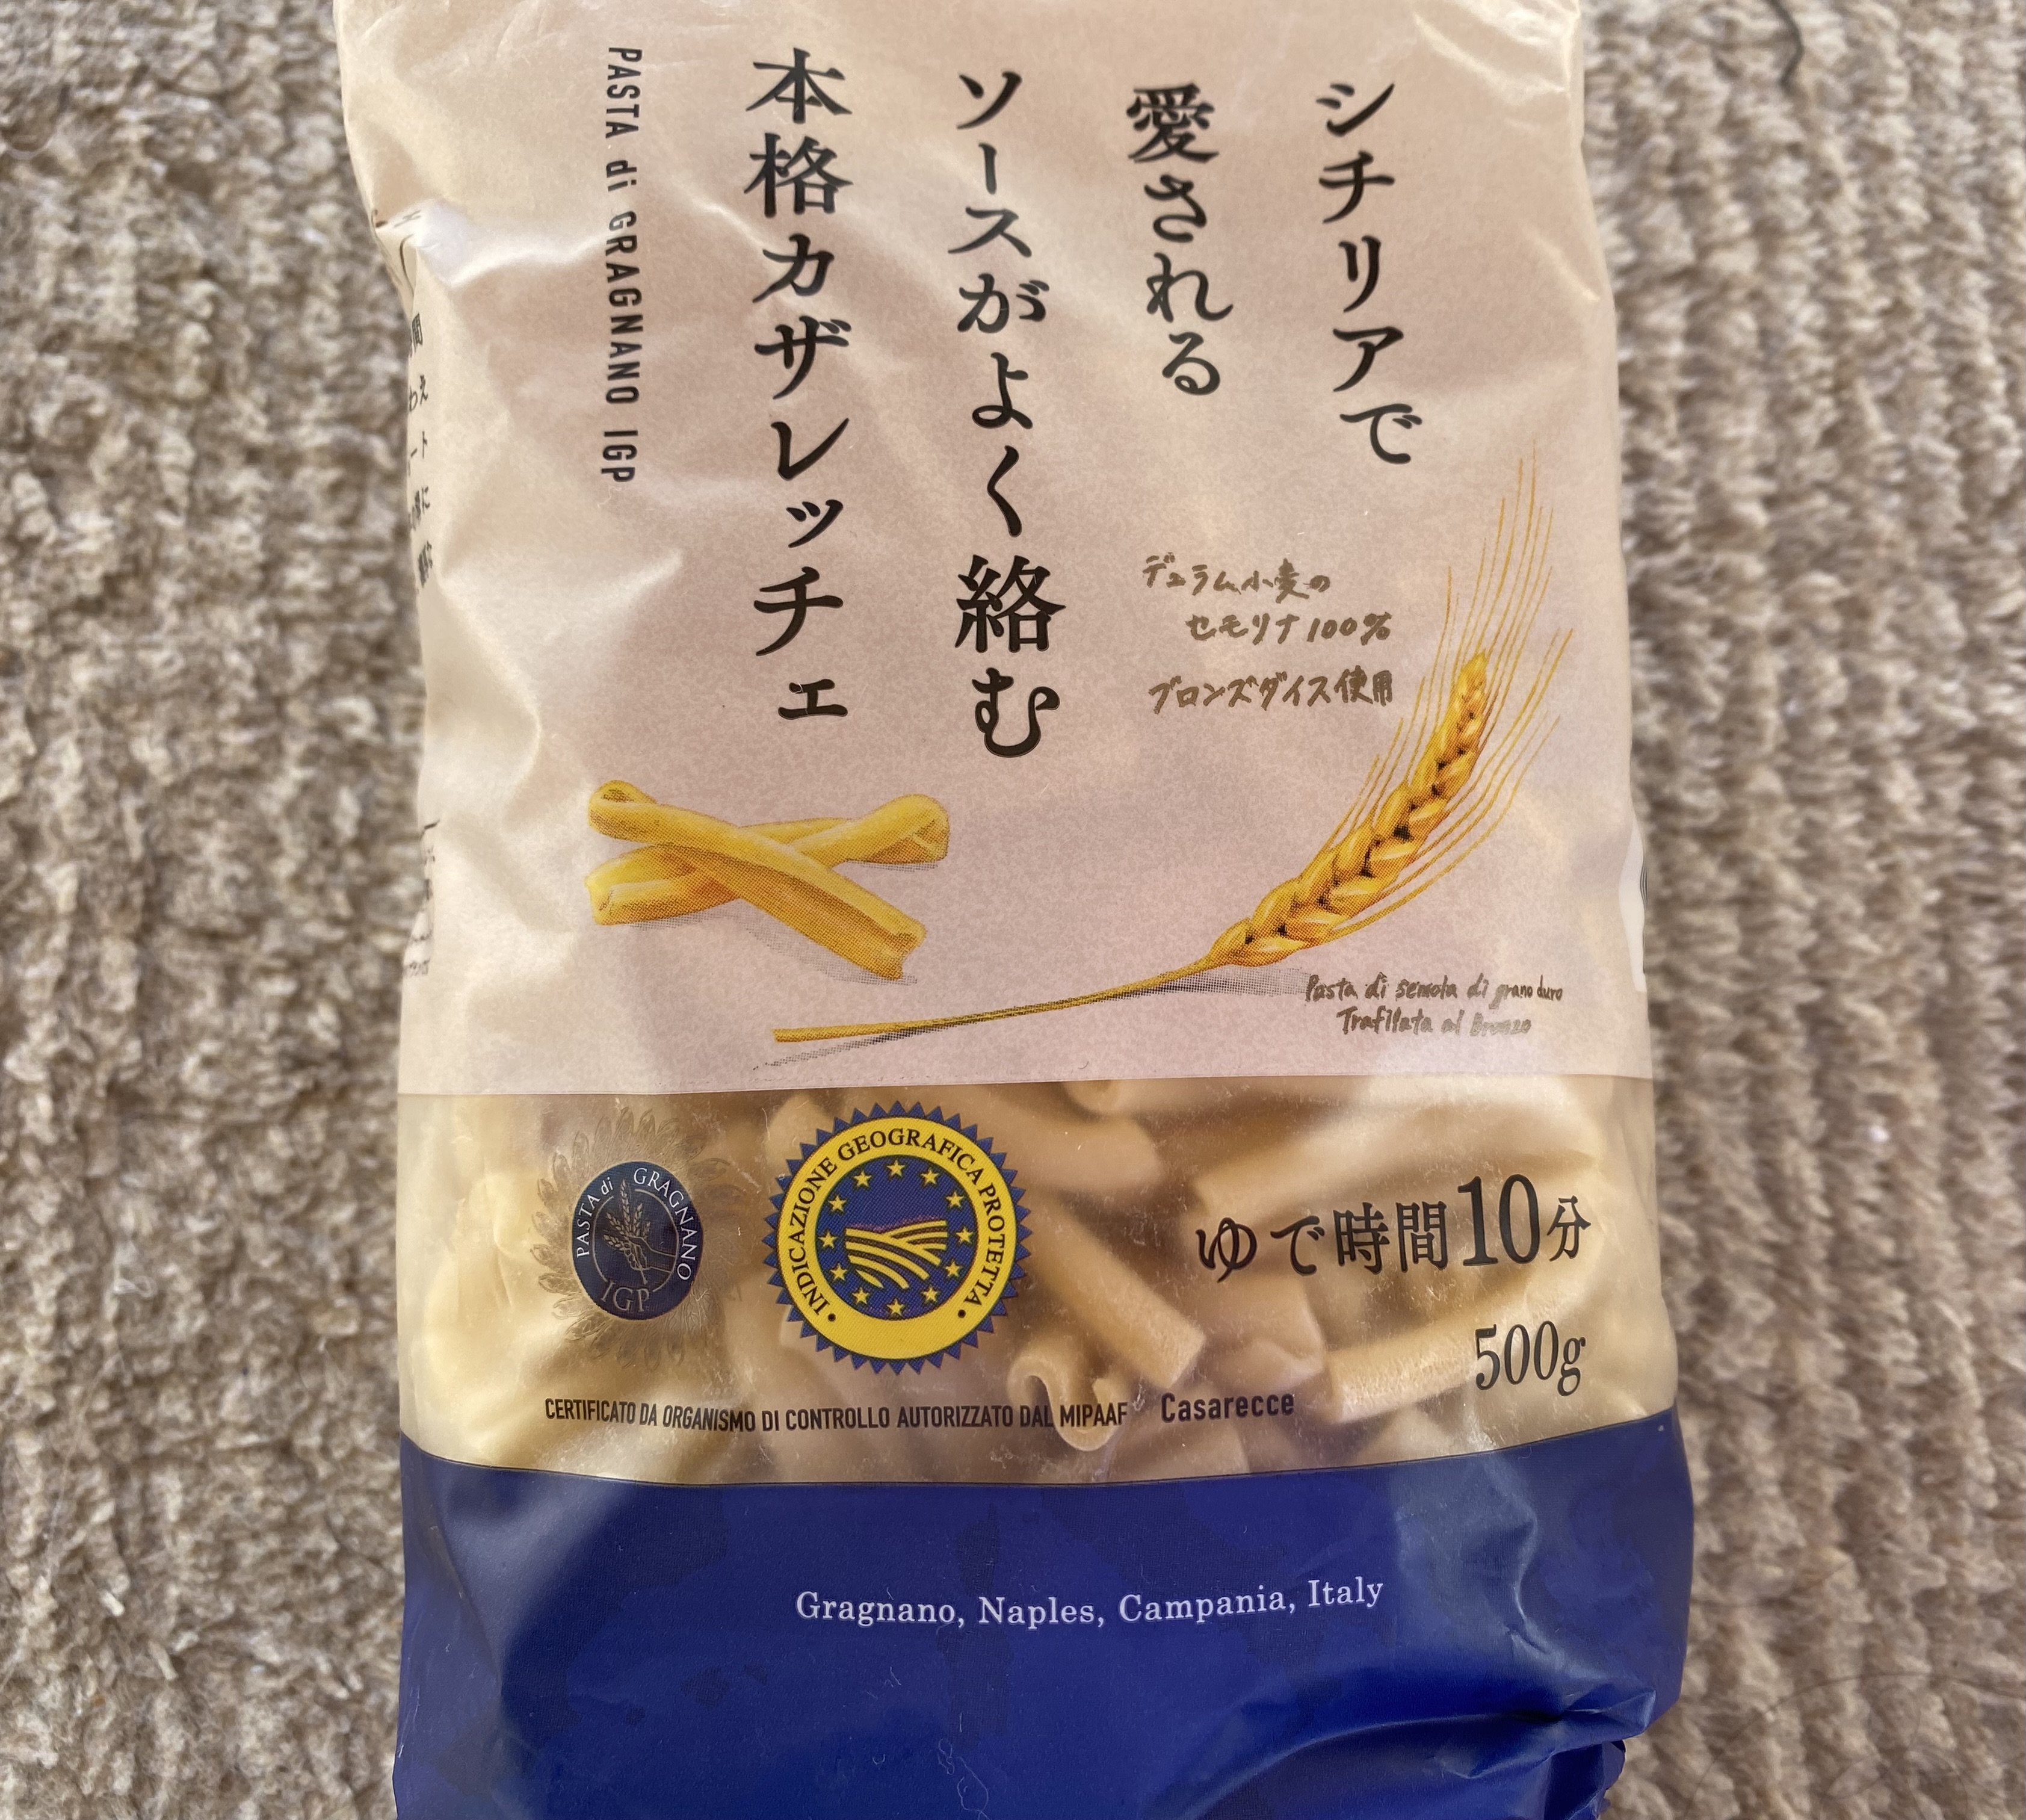 シチリアで
愛される
ソースがよく絡む
本格カザレッチェ
PASTA di GRAGNANO IGP
デュラム小麦の
セモリナ100%
ブロンズダイス使用
Pasta di semola di grano duro
Trafilata al Bronzo
PASTA di GRAGNANO
IGP
INDICAZIONE GEOGRAFICA PROTETTA
ゆで時間10分
500g
CERTIFICATO DA ORGANISMO DI CONTROLLO AUTORIZZATO DAL MIPAAF
Casarecce
Gragnano, Naples, Campania, Italy